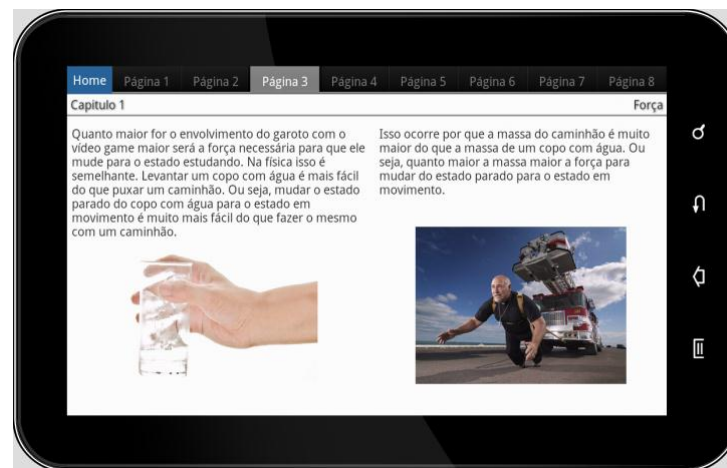 Home Página 1 Página 2 Página 3 Página 4 Página 5 Página 6 Página 7 Página 8
Capitulo 1 Força
Quanto maior for o envolvimento do garoto com o
vídeo game maior será a força necessária para que ele
mude para o estado estudando. Na física isso é
semelhante. Levantar um copo com água é mais fácil
do que puxar um caminhão. Ou seja, mudar o estado
parado do copo com água para o estado em
movimento é muito mais fácil do que fazer o mesmo
com um caminhão.
Isso ocorre por que a massa do caminhão é muito
maior do que a massa de um copo com água. Ou
seja, quanto maior a massa maior a força para
mudar do estado parado para o estado em
movimento.